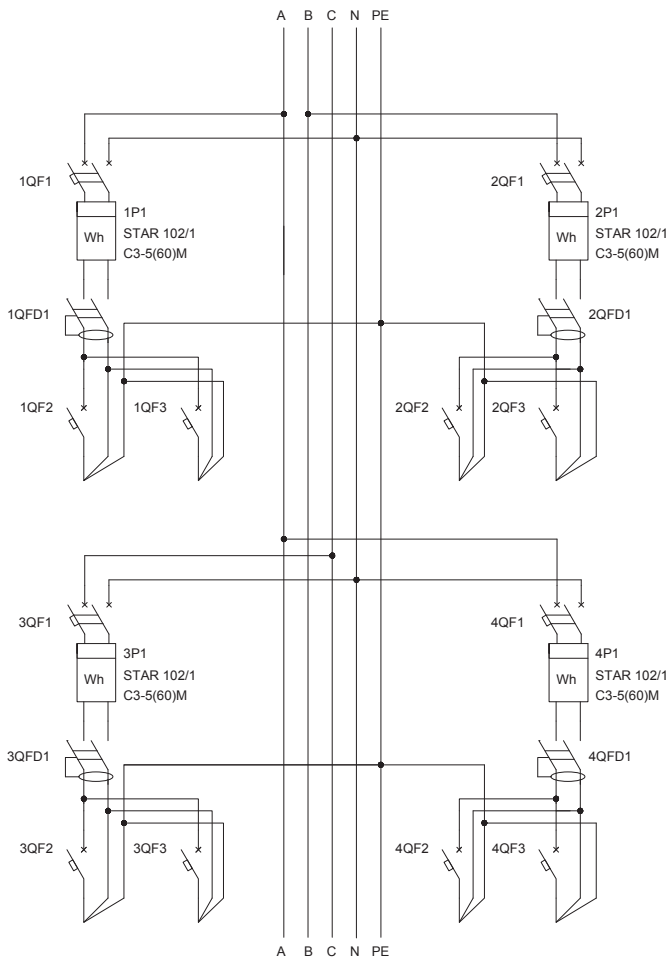 A B C N PE
1QF1
1P1
Wh
STAR 102/1
C3-5(60)M
2QF1
2P1
Wh
STAR 102/1
C3-5(60)M
1QFD1
2QFD1
1QF2
1QF3
2QF2
2QF3
3QF1
3P1
Wh
STAR 102/1
C3-5(60)M
4QF1
4P1
Wh
STAR 102/1
C3-5(60)M
3QFD1
4QFD1
3QF2
3QF3
4QF2
4QF3
A B C N PE